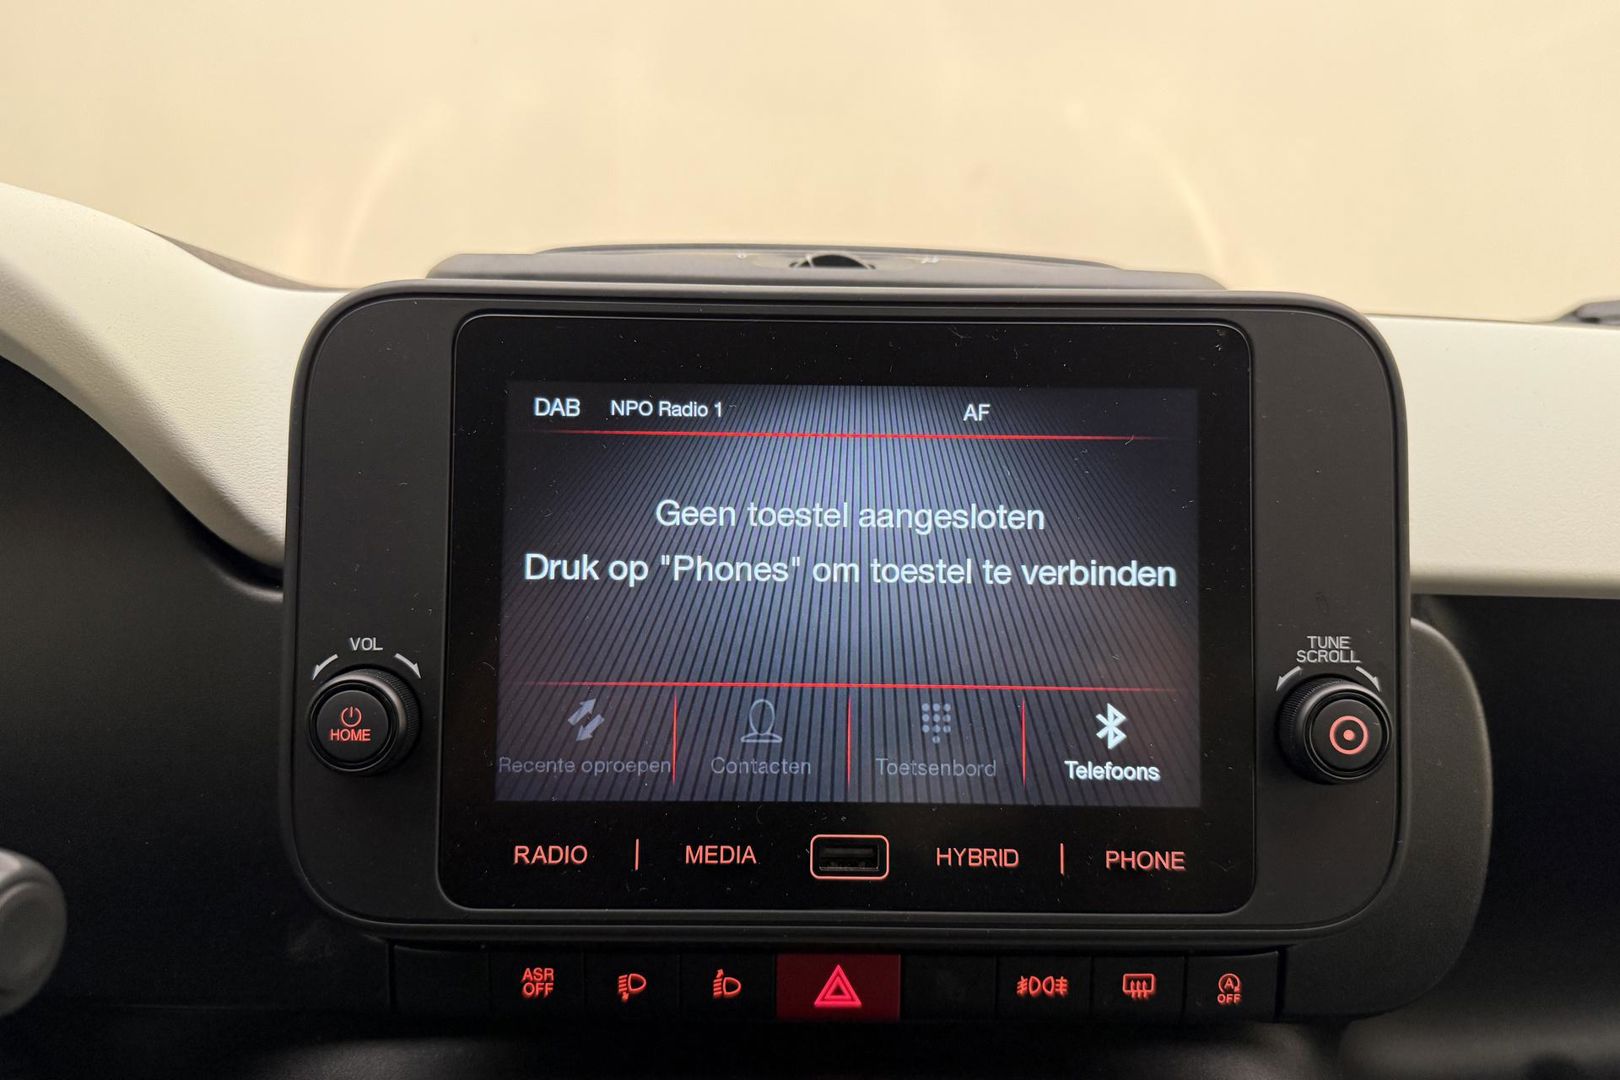 DAB NPO Radio 1 AF
Geen toestel aangesloten
Druk op "Phones" om toestel te verbinden
VOL
HOME
TUNE
SCROLL
Recente oproepen Contacten Toetsenbord Telefoons
RADIO | MEDIA HYBRID | PHONE
ASR
OFF
A
OFF